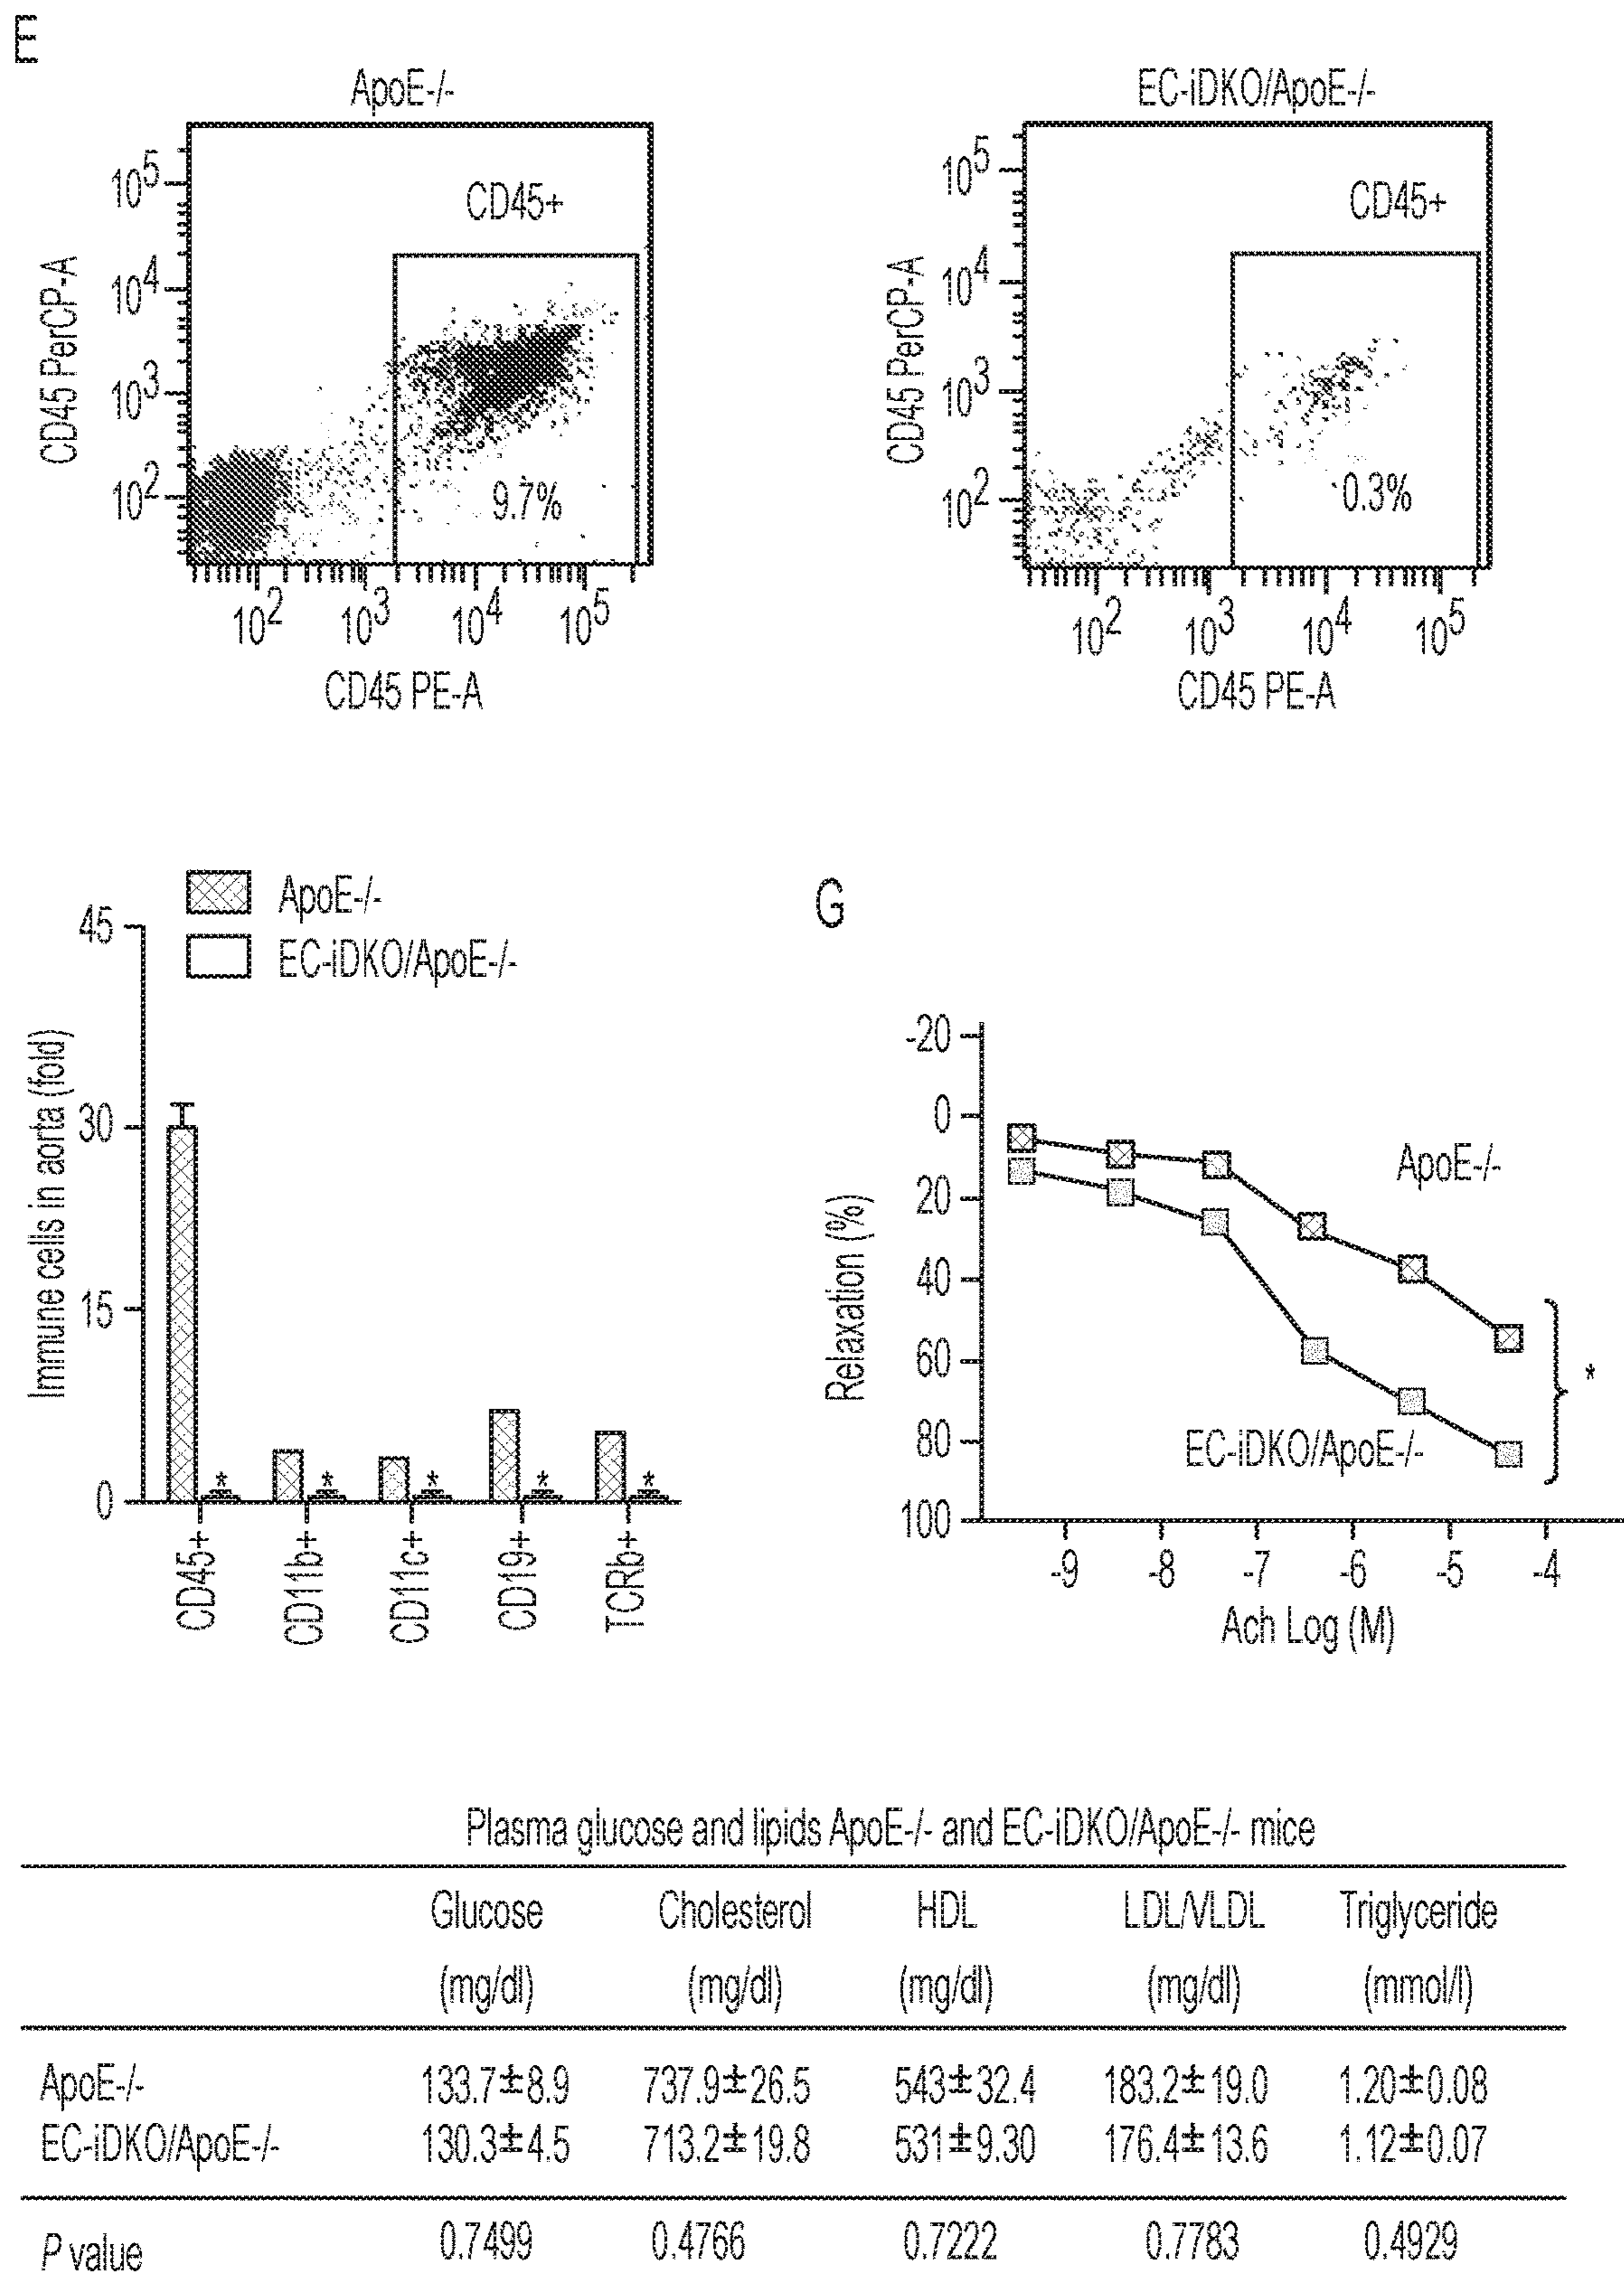 E
ApoE-/-
EC-iDKO/ApoE-/-
CD45 PerCP-A
10^5
10^4
10^3
10^2
CD45+
9.7%
10^2 10^3 10^4 10^5
CD45 PE-A
CD45 PerCP-A
10^5
10^4
10^3
10^2
CD45+
0.3%
10^2 10^3 10^4 10^5
CD45 PE-A
ApoE-/-
EC-iDKO/ApoE-/-
Immune cells in aorta (fold)
45
30
15
0
* * * * *
CD45+
CD11b+
CD11c+
CD19+
TCRb+
G
Relaxation (%)
-20
0
20
40
60
80
100
ApoE-/-
EC-iDKO/ApoE-/-
*
-9 -8 -7 -6 -5 -4
Ach Log (M)
Plasma glucose and lipids ApoE-/- and EC-iDKO/ApoE-/- mice
Glucose Cholesterol HDL LDL/VLDL Triglyceride
(mg/dl) (mg/dl) (mg/dl) (mg/dl) (mmol/l)
ApoE-/- 133.7±8.9 737.9±26.5 543±32.4 183.2±19.0 1.20±0.08
EC-iDKO/ApoE-/- 130.3±4.5 713.2±19.8 531±9.30 176.4±13.6 1.12±0.07
P value 0.7499 0.4766 0.7222 0.7783 0.4929